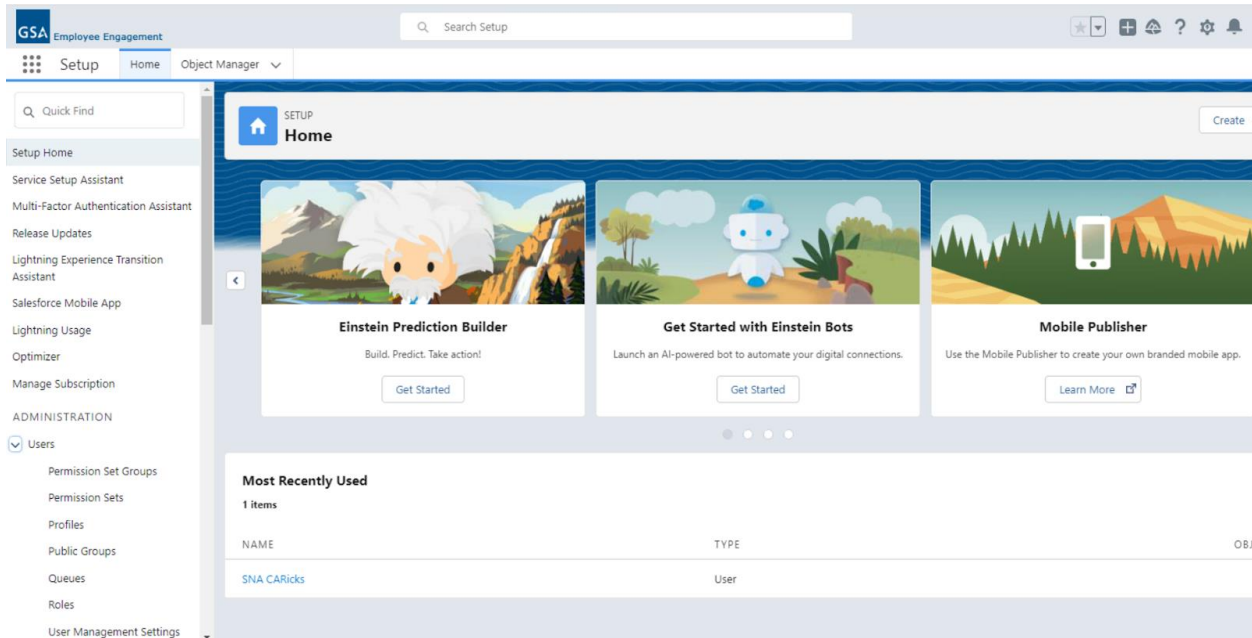 GSA Employee Engagement
Search Setup
Setup Home Object Manager
Quick Find
Setup Home
Service Setup Assistant
Multi-Factor Authentication Assistant
Release Updates
Lightning Experience Transition
Assistant
Salesforce Mobile App
Lightning Usage
Optimizer
Manage Subscription
ADMINISTRATION
Users
Permission Set Groups
Permission Sets
Profiles
Public Groups
Queues
Roles
User Management Settings
SETUP
Home
Create
Einstein Prediction Builder
Build. Predict. Take action!
Get Started
Get Started with Einstein Bots
Launch an AI-powered bot to automate your digital connections.
Get Started
Mobile Publisher
Use the Mobile Publisher to create your own branded mobile app.
Learn More
Most Recently Used
1 items
NAME TYPE OBJ
SNA CARicks User